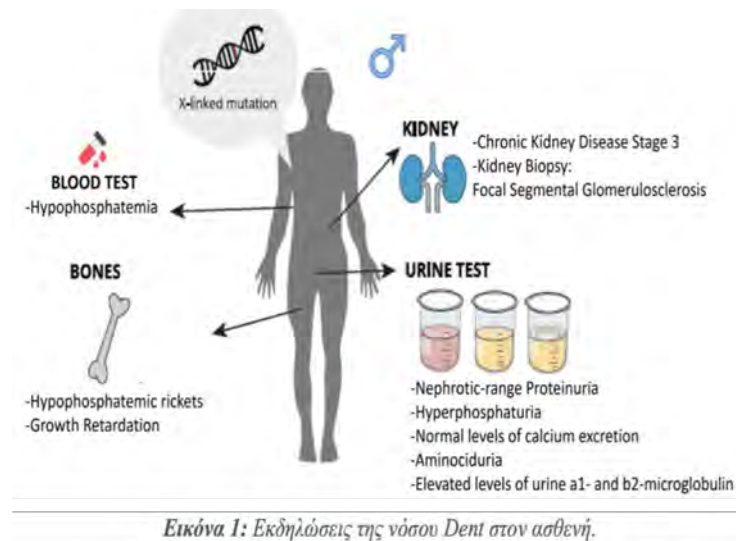 X-linked mutation
BLOOD TEST
-Hypophosphatemia
BONES
-Hypophosphatemic rickets
-Growth Retardation
KIDNEY
-Chronic Kidney Disease Stage 3
-Kidney Biopsy:
Focal Segmental Glomerulosclerosis
URINE TEST
-Nephrotic-range Proteinuria
-Hyperphosphaturia
-Normal levels of calcium excretion
-Aminociduria
-Elevated levels of urine a1- and b2-microglobulin
Εικόνα 1: Εκδηλώσεις της νόσου Dent στον ασθενή.